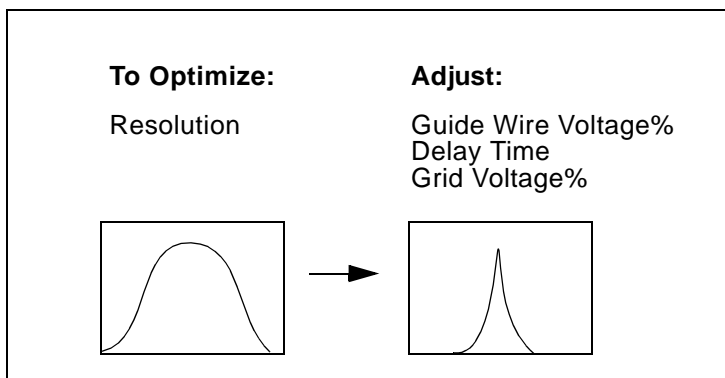 To Optimize:
Adjust:
Resolution
Guide Wire Voltage%
Delay Time
Grid Voltage%